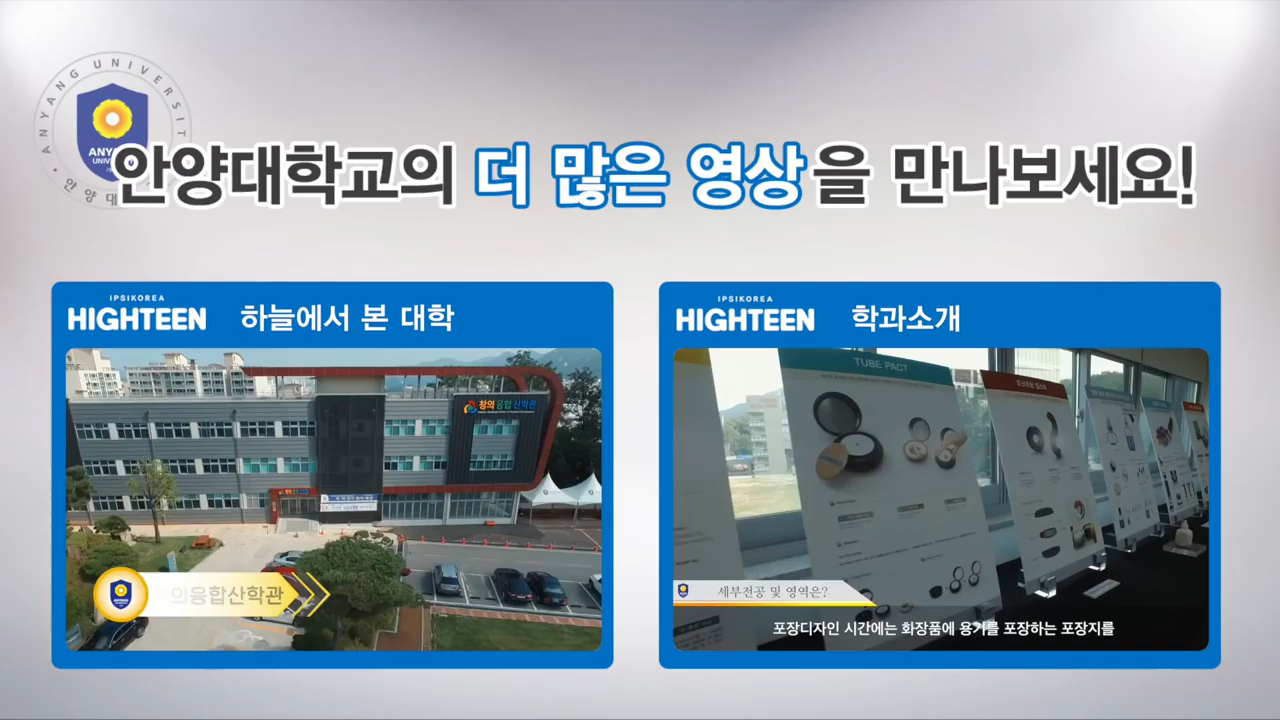 ANYANG UNIVERSITY
안양대학교의 더 많은 영상을 만나보세요!
IPSIKOREA
HIGHTEEN 하늘에서 본 대학
창의융합산학관
의융합산학관
IPSIKOREA
HIGHTEEN 학과소개
TUBE PACT
세부전공 및 영역은?
포장디자인 시간에는 화장품에 용기를 포장하는 포장지를